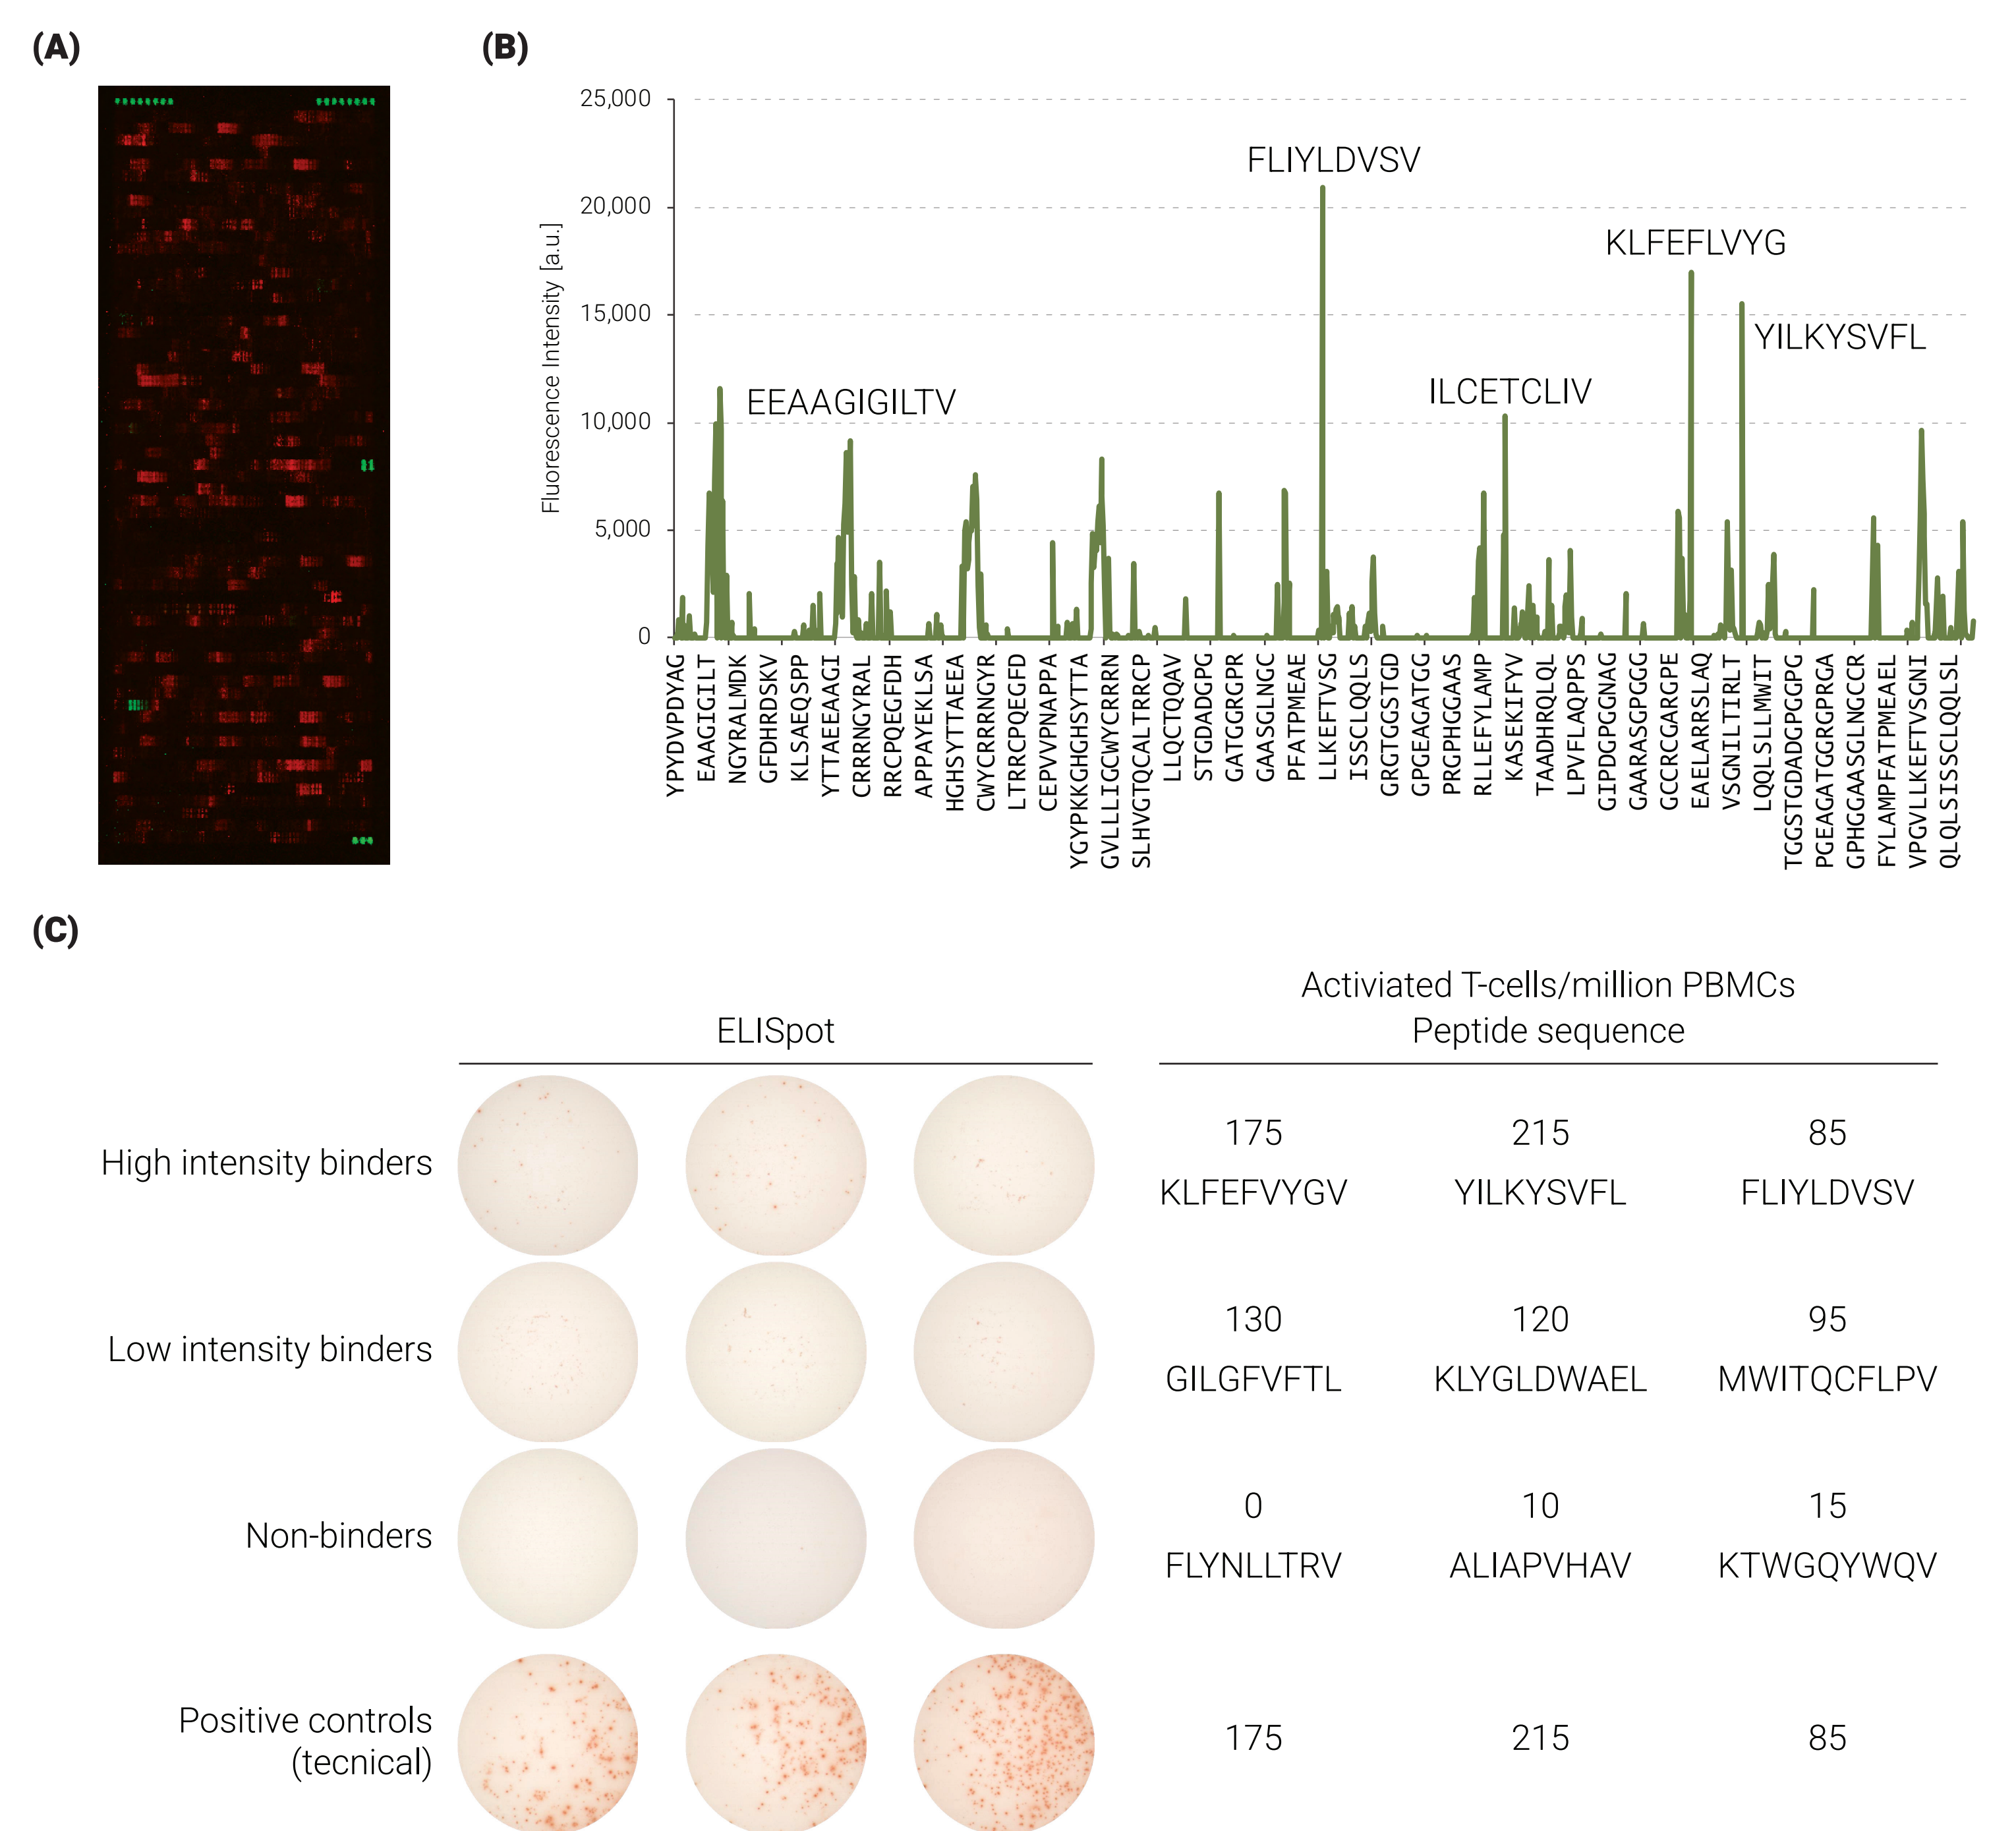 (A)
(B)
Fluorescence Intensity [a.u.]
25,000
20,000
15,000
10,000
5,000
0
EEAAGIGILTV
FLIYLDVSV
ILCETCLIV
KLFEFLVYG
YILKYSVFL
YPYDVPDYAG
EAAGIGILT
NGYRALMDK
GFDHRDSKV
KLSAEQSPP
YTTAEEAAGI
CRRRNGYRAL
RRCPQEGFDH
APPAYEKLSA
HGHSYTTAEEA
CWYCRRRNGYR
LTRRCPQEGFD
CEPVVPNAPPA
YGYPKKGHGHSYTTA
GVLLLIGCWYCRRRN
SLHVGTQCALTRRCP
LLQCTQQAV
STGDADGPG
GATGGRGPR
GAASGLNGC
PFATPMEAE
LLKEFTVSG
ISSCLQQLS
GRGTGGSTGD
GPGEAGATGG
PRGPHGGAAS
RLLEFYLAMP
KASEKIFYV
TAADHRQLQL
LPVFLAQPPS
GIPDGPGGNAG
GAARASGPGGG
GCCRCGARGPE
EAELARRSLAQ
VSGNILTIRLT
LQQLSLLMWIT
TGGSTGDADGPGGPG
PGEAGATGGRGPRGA
GPHGGAASGLNGCCR
FYLAMPFATPMEAEL
VPGVLLKEFTVSGNI
QLQLSISSCLQQLSL
(C)
ELISpot
Activiated T-cells/million PBMCs
Peptide sequence
High intensity binders
175 215 85
KLFEFVYGV YILKYSVFL FLIYLDVSV
Low intensity binders
130 120 95
GILGFVFTL KLYGLDWAEL MWITQCFLPV
Non-binders
0 10 15
FLYNLLTRV ALIAPVHAV KTWGQYWQV
Positive controls
(tecnical)
175 215 85